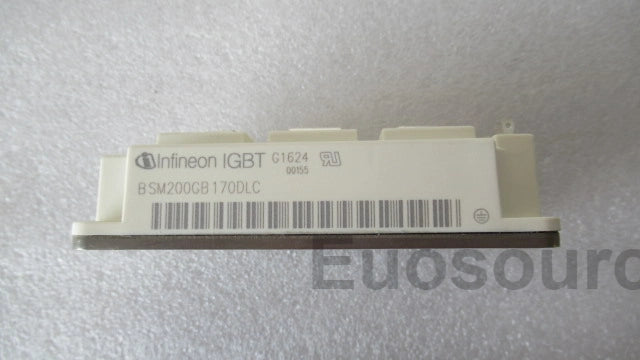 Infineon IGBT G1624
00155
BSM200GB170DLC
Euosourc